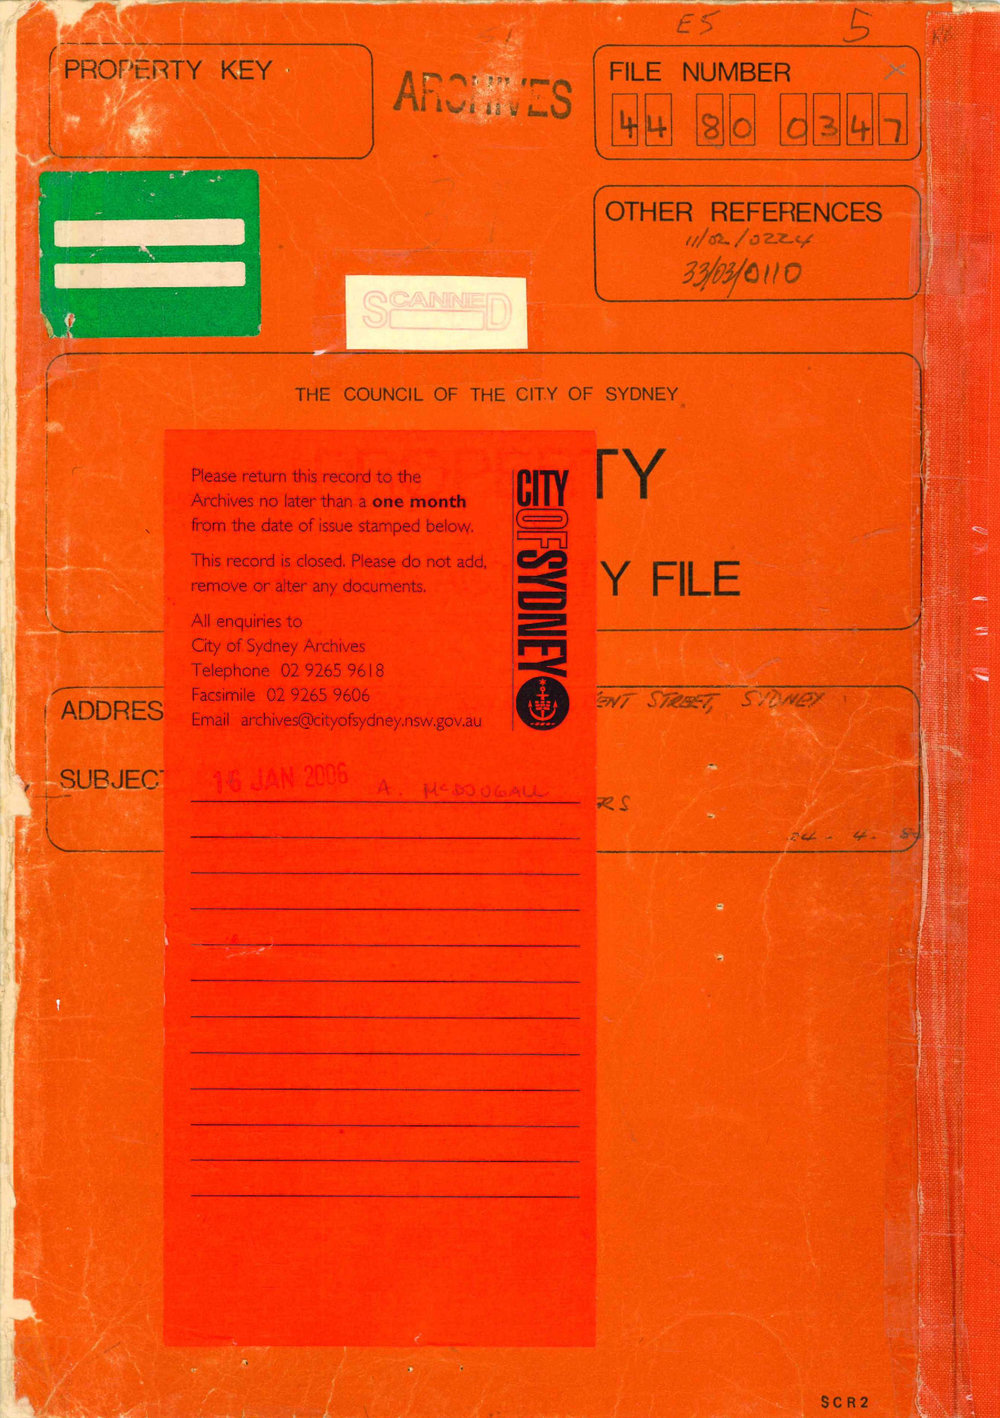 E5 5
PROPERTY KEY
ARCHIVES
FILE NUMBER
44 80 0347
OTHER REFERENCES
11/02/0224
33/03/0110
SCANNED
THE COUNCIL OF THE CITY OF SYDNEY
TY
Y FILE
Please return this record to the
Archives no later than a one month
from the date of issue stamped below.
This record is closed. Please do not add,
remove or alter any documents.
All enquiries to
City of Sydney Archives
Telephone 02 9265 9618
Facsimile 02 9265 9606
Email archives@cityofsydney.nsw.gov.au
CITY OF SYDNEY
ADDRES
ENT STREET, SYDNEY
SUBJEC
16 JAN 2006 A. McDOUGALL
RS
SCR2